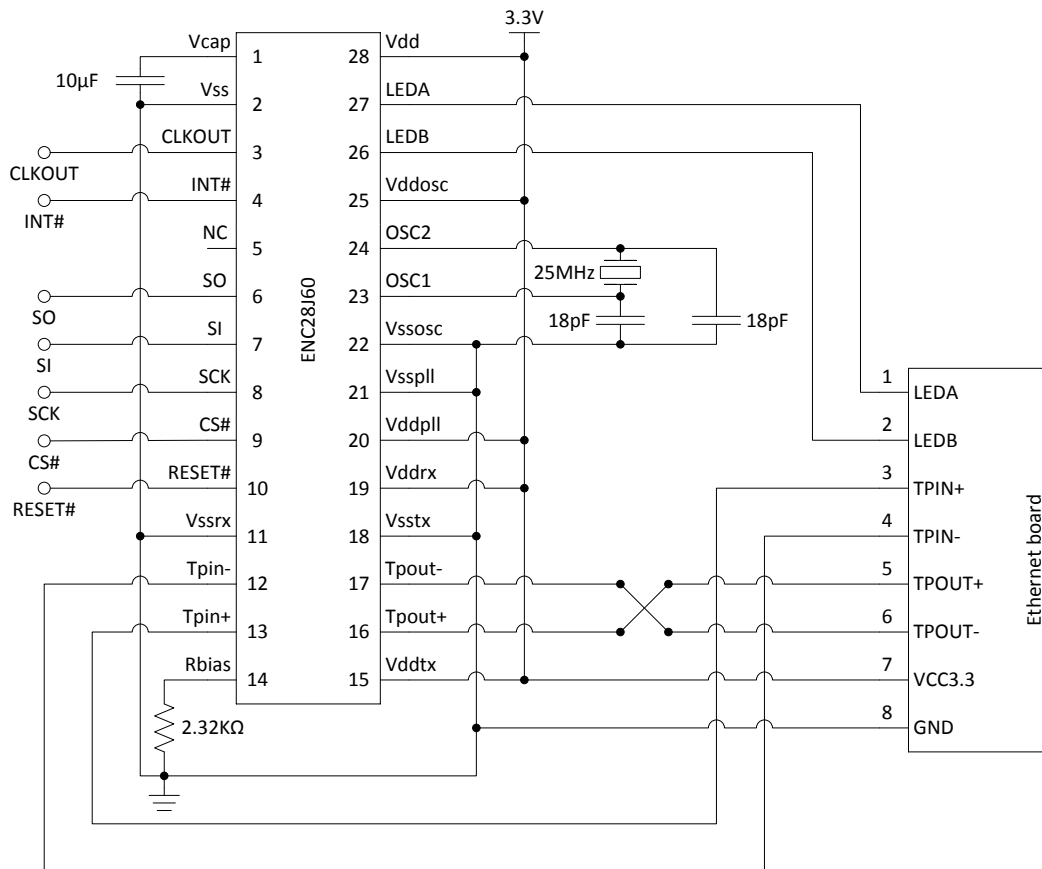 3.3V
Vcap
1
28
Vdd
10µF
Vss
2
27
LEDA
CLKOUT
3
26
LEDB
CLKOUT
INT#
4
25
Vddosc
INT#
NC
5
24
OSC2
25MHz
SO
6
23
OSC1
SO
18pF
18pF
SI
7
22
Vssosc
SI
SCK
8
21
Vsspll
SCK
CS#
9
20
Vddpll
CS#
RESET#
10
19
Vddrx
RESET#
Vssrx
11
18
Vsstx
Tpin-
12
17
Tpout-
Tpin+
13
16
Tpout+
Rbias
14
15
Vddtx
2.32KΩ
ENC28J60
1
LEDA
2
LEDB
3
TPIN+
4
TPIN-
5
TPOUT+
6
TPOUT-
7
VCC3.3
8
GND
Ethernet board